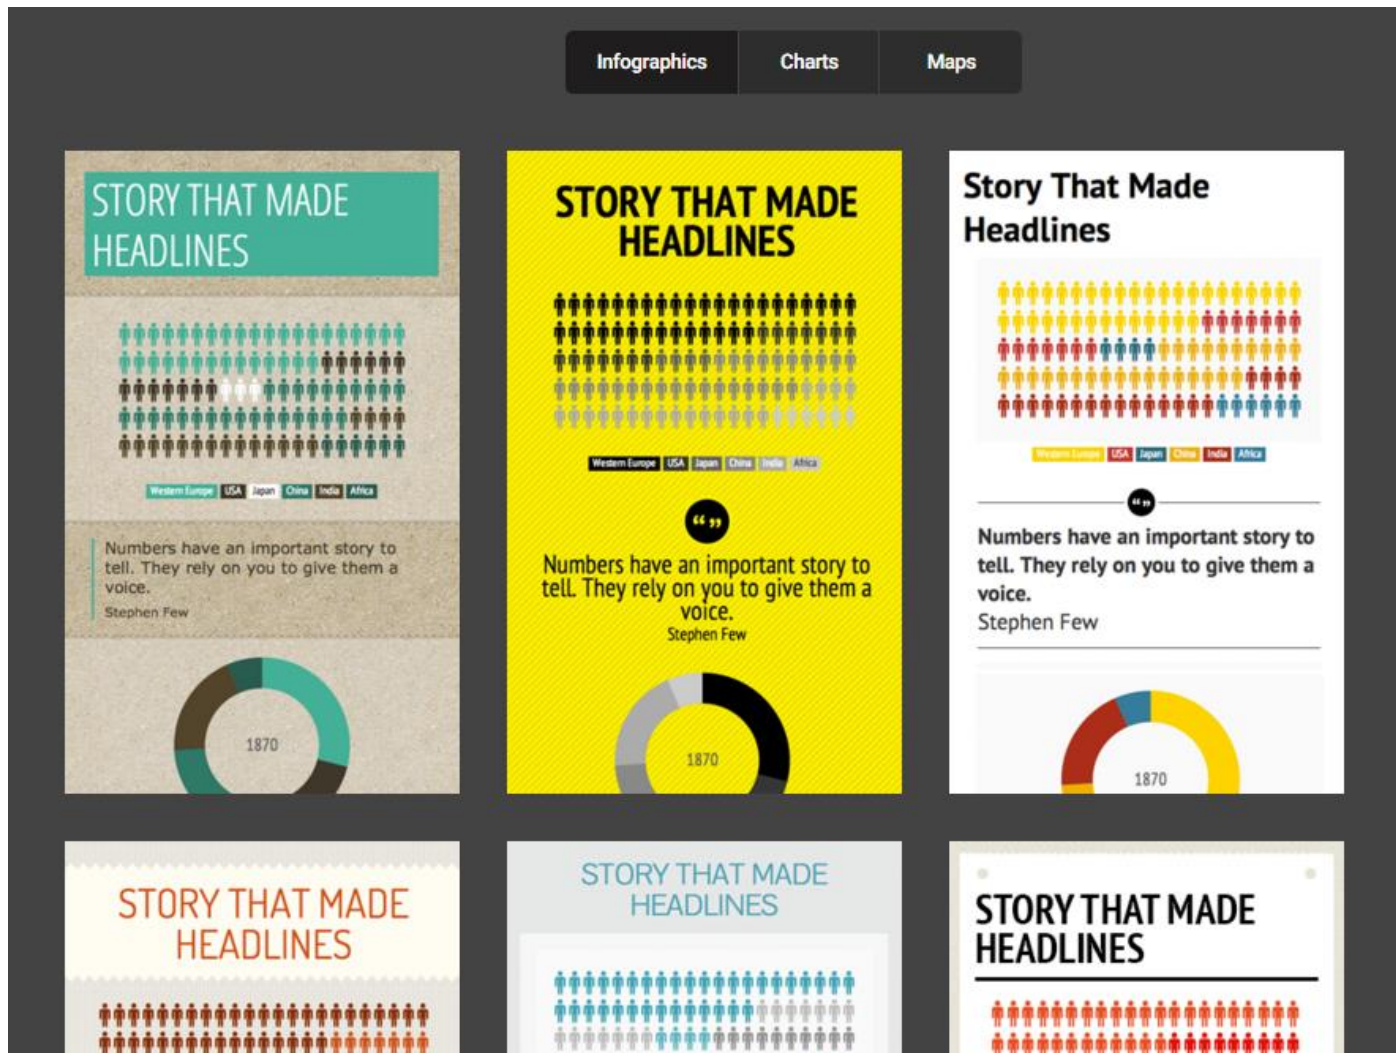 Infographics Charts Maps
STORY THAT MADE
HEADLINES
Western Europe USA Japan China India Africa
Numbers have an important story to
tell. They rely on you to give them a
voice.
Stephen Few
1870
STORY THAT MADE
HEADLINES
Western Europe USA Japan China India Africa
“”
Numbers have an important story to
tell. They rely on you to give them a
voice.
Stephen Few
1870
Story That Made
Headlines
Western Europe USA Japan China India Africa
“”
Numbers have an important story to
tell. They rely on you to give them a
voice.
Stephen Few
1870
STORY THAT MADE
HEADLINES
STORY THAT MADE
HEADLINES
STORY THAT MADE
HEADLINES